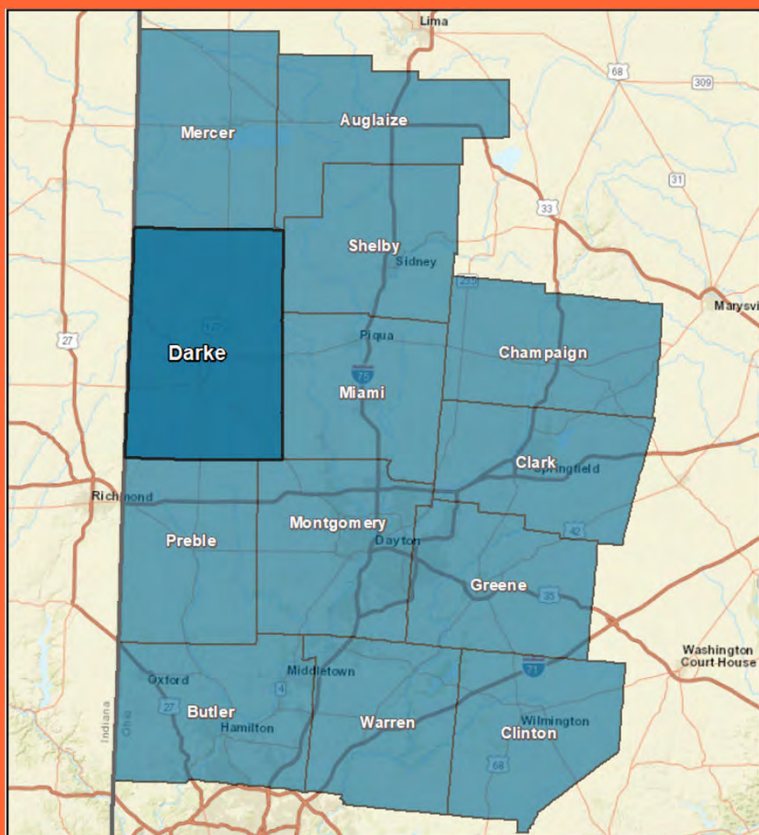 Lima
68
309
Auglaize
Mercer
31
33
Shelby
Sidney
235
Marysvi
27
Piqua
Darke
Champaign
75
Miami
Clark
Springfield
Richmond
Montgomery
42
Preble
Dayton
Greene
35
Washington
Court House
Middletown
71
Oxford
4
27
Butler
Indiana
Ohio
Hamilton
Warren
Wilmington
Clinton
68